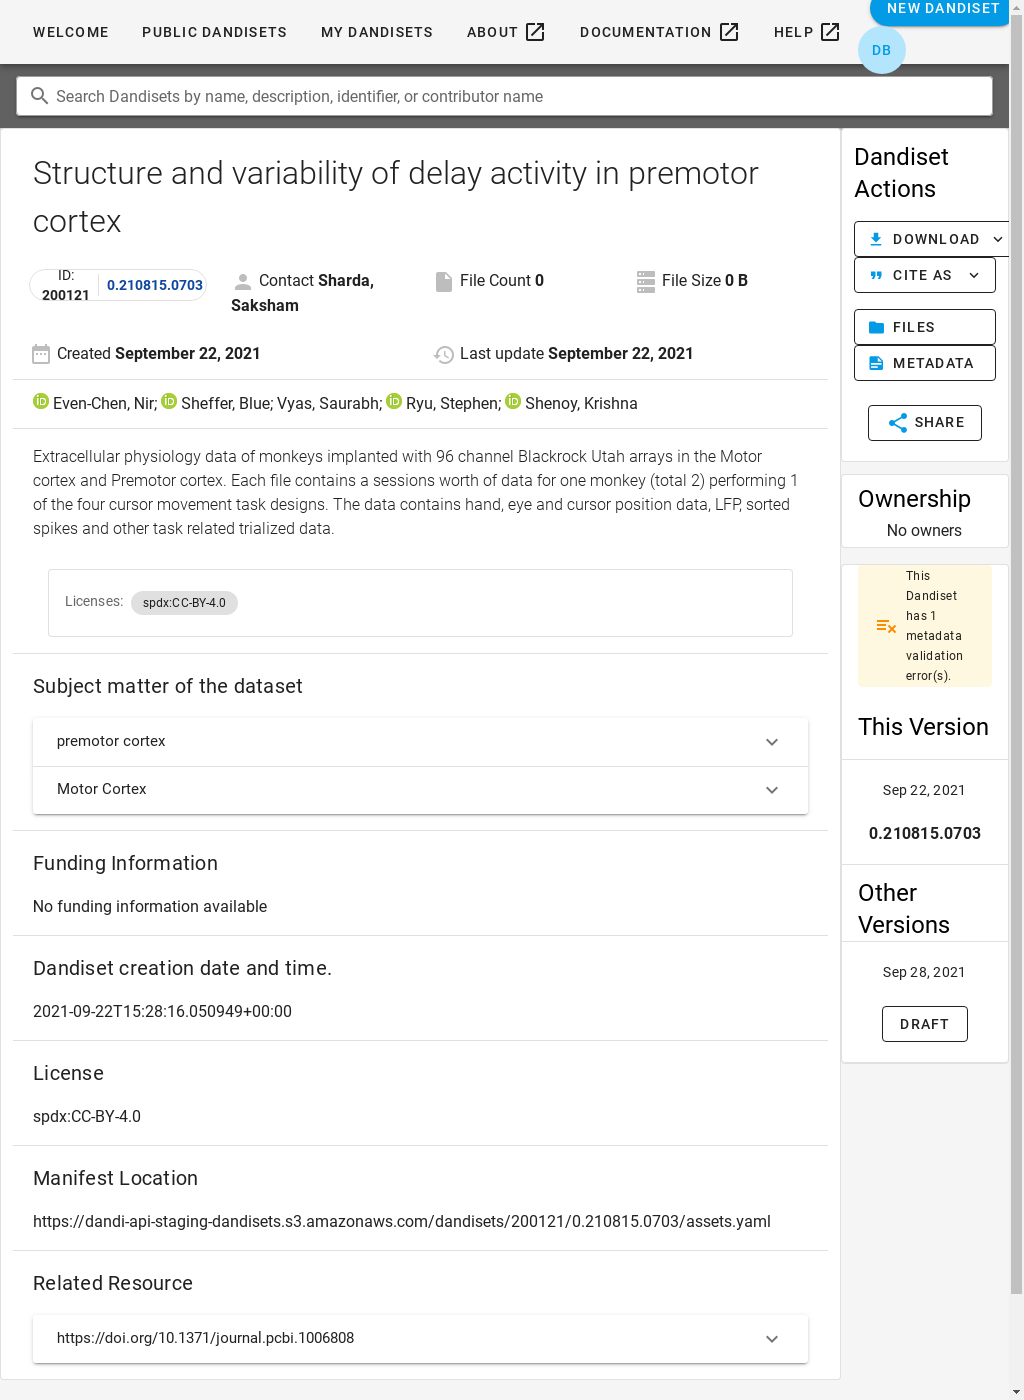 WELCOME PUBLIC DANDISETS MY DANDISETS ABOUT DOCUMENTATION HELP NEW DANDISET
DB
Search Dandisets by name, description, identifier, or contributor name
Structure and variability of delay activity in premotor
cortex
ID:
200121 0.210815.0703
Contact Sharda,
Saksham
File Count 0
File Size 0 B
Created September 22, 2021
Last update September 22, 2021
iD Even-Chen, Nir; iD Sheffer, Blue; Vyas, Saurabh; iD Ryu, Stephen; iD Shenoy, Krishna
Extracellular physiology data of monkeys implanted with 96 channel Blackrock Utah arrays in the Motor
cortex and Premotor cortex. Each file contains a sessions worth of data for one monkey (total 2) performing 1
of the four cursor movement task designs. The data contains hand, eye and cursor position data, LFP, sorted
spikes and other task related trialized data.
Licenses: spdx:CC-BY-4.0
Subject matter of the dataset
premotor cortex
Motor Cortex
Funding Information
No funding information available
Dandiset creation date and time.
2021-09-22T15:28:16.050949+00:00
License
spdx:CC-BY-4.0
Manifest Location
https://dandi-api-staging-dandisets.s3.amazonaws.com/dandisets/200121/0.210815.0703/assets.yaml
Related Resource
https://doi.org/10.1371/journal.pcbi.1006808
Dandiset
Actions
DOWNLOAD
CITE AS
FILES
METADATA
SHARE
Ownership
No owners
This
Dandiset
has 1
metadata
validation
error(s).
This Version
Sep 22, 2021
0.210815.0703
Other
Versions
Sep 28, 2021
DRAFT